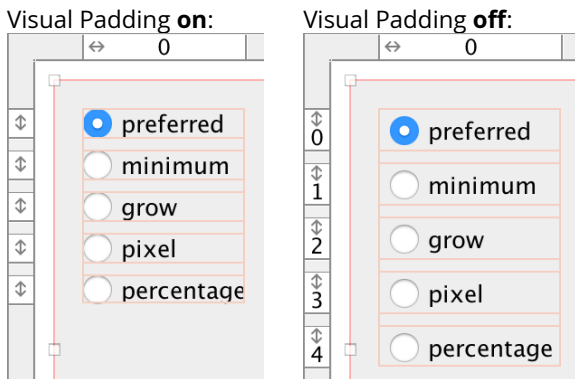 Visual Padding on:
0
preferred
minimum
grow
pixel
percentage
Visual Padding off:
0
0
preferred
1
minimum
2
grow
3
pixel
4
percentage